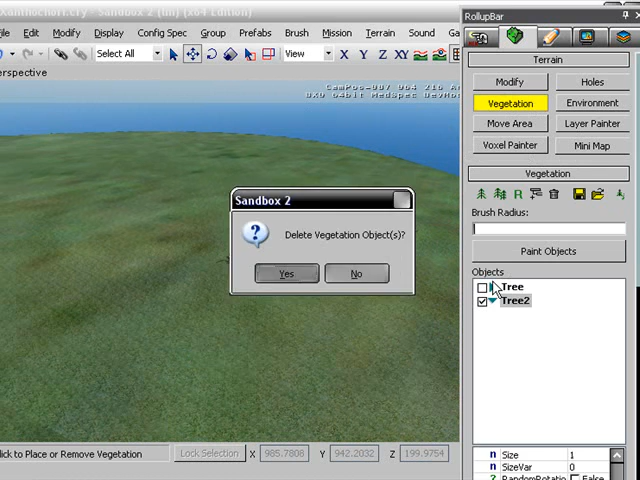 Sandbox 2 (x64 Edition)
File Edit Modify Display Config Spec Group Prefabs Brush Mission Terrain Sound
Select All View X Y Z XY
Perspective
RollupBar
Terrain
Modify Holes
Vegetation Environment
Move Area Layer Painter
Voxel Painter Mini Map
Vegetation
Brush Radius:
Paint Objects
Objects
Tree
Tree2
Sandbox 2
Delete Vegetation Object(s)?
Yes No
Size 1
SizeVar 0
RandomRotatio False
lick to Place or Remove Vegetation Lock Selection X 985.7808 Y 942.2032 Z 199.9754